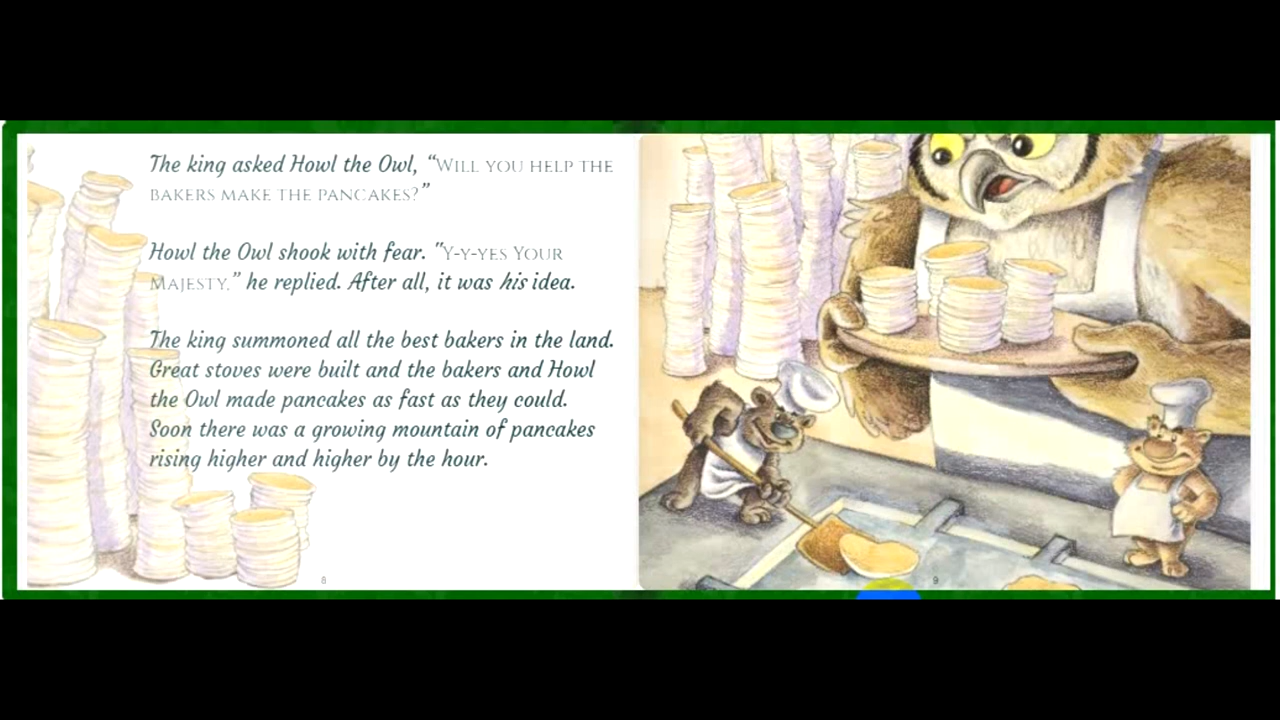 The king asked Howl the Owl, “WILL YOU HELP THE
BAKERS MAKE THE PANCAKES?”
Howl the Owl shook with fear. "Y-Y-YES YOUR
MAJESTY,” he replied. After all, it was his idea.
The king summoned all the best bakers in the land.
Great stoves were built and the bakers and Howl
the Owl made pancakes as fast as they could.
Soon there was a growing mountain of pancakes
rising higher and higher by the hour.
8
9